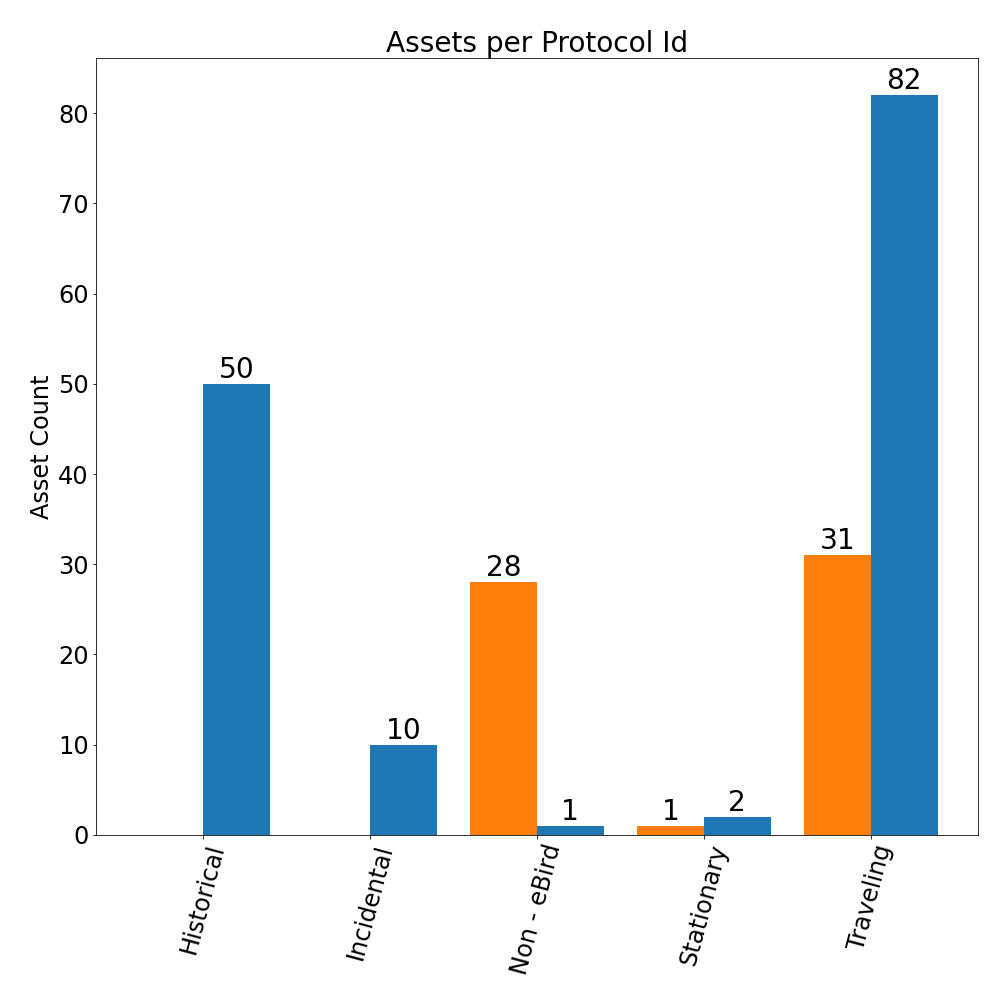 Assets per Protocol Id
Asset Count
80
70
60
50
40
30
20
10
0
50
10
28
1
1
2
31
82
Historical
Incidental
Non - eBird
Stationary
Traveling